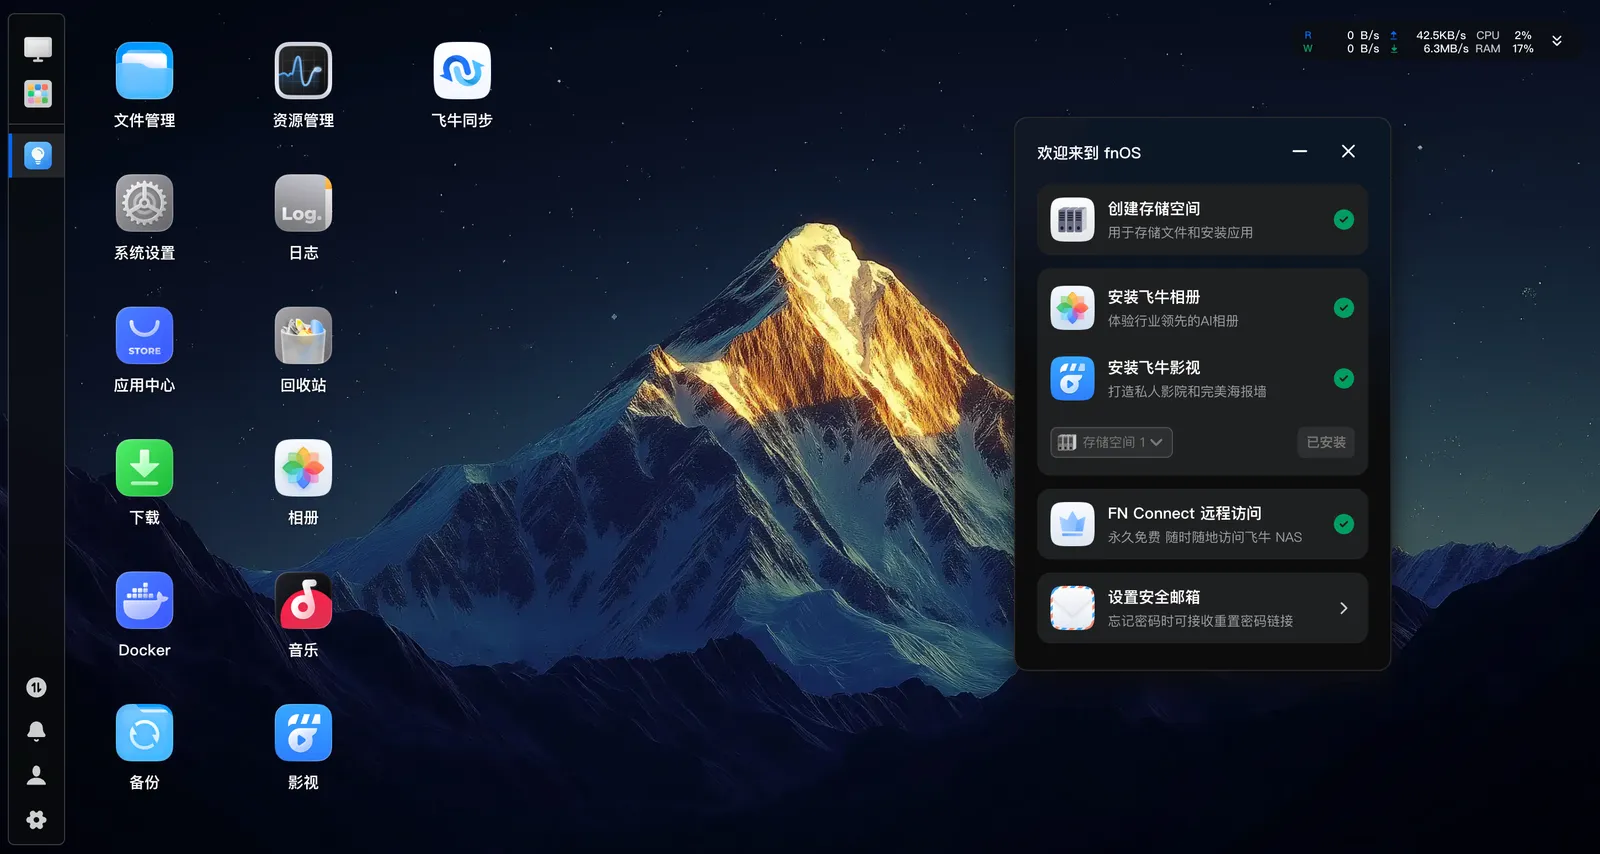 R 0 B/s 42.5KB/s CPU 2%
W 0 B/s 6.3MB/s RAM 17%
文件管理
资源管理
飞牛同步
系统设置
Log.
日志
STORE
应用中心
回收站
下载
相册
Docker
音乐
备份
影视
欢迎来到 fnOS
创建存储空间
用于存储文件和安装应用
安装飞牛相册
体验行业领先的AI相册
安装飞牛影视
打造私人影院和完美海报墙
存储空间 1
已安装
FN Connect 远程访问
永久免费 随时随地访问飞牛 NAS
设置安全邮箱
忘记密码时可接收重置密码链接